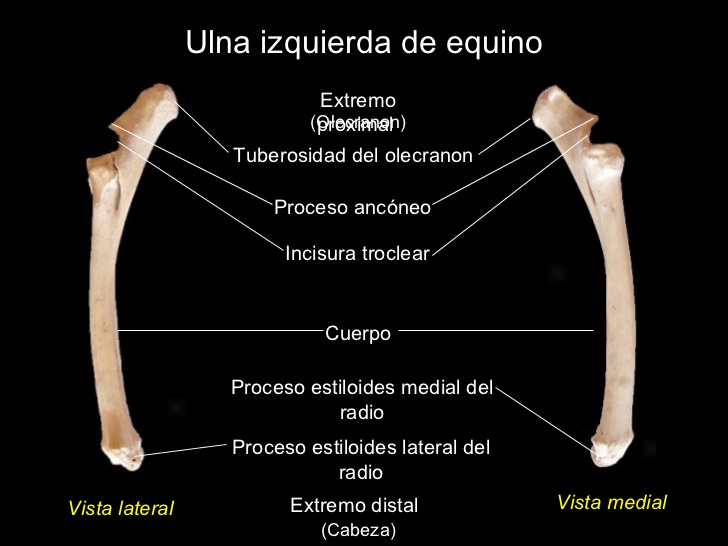 Ulna izquierda de equino
Extremo
proximal
(Olecranon)
Tuberosidad del olecranon
Proceso ancóneo
Incisura troclear
Cuerpo
Proceso estiloides medial del
radio
Proceso estiloides lateral del
radio
Vista lateral
Extremo distal
(Cabeza)
Vista medial